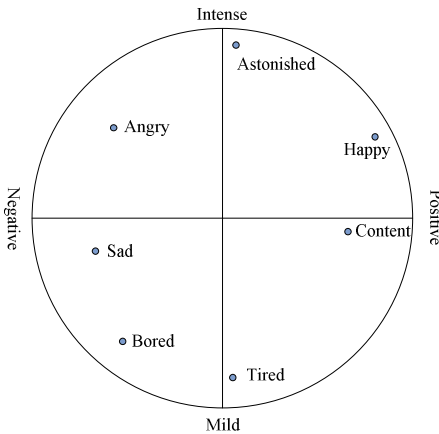 Intense
Astonished
Angry
Happy
Negative
Positive
Content
Sad
Bored
Tired
Mild